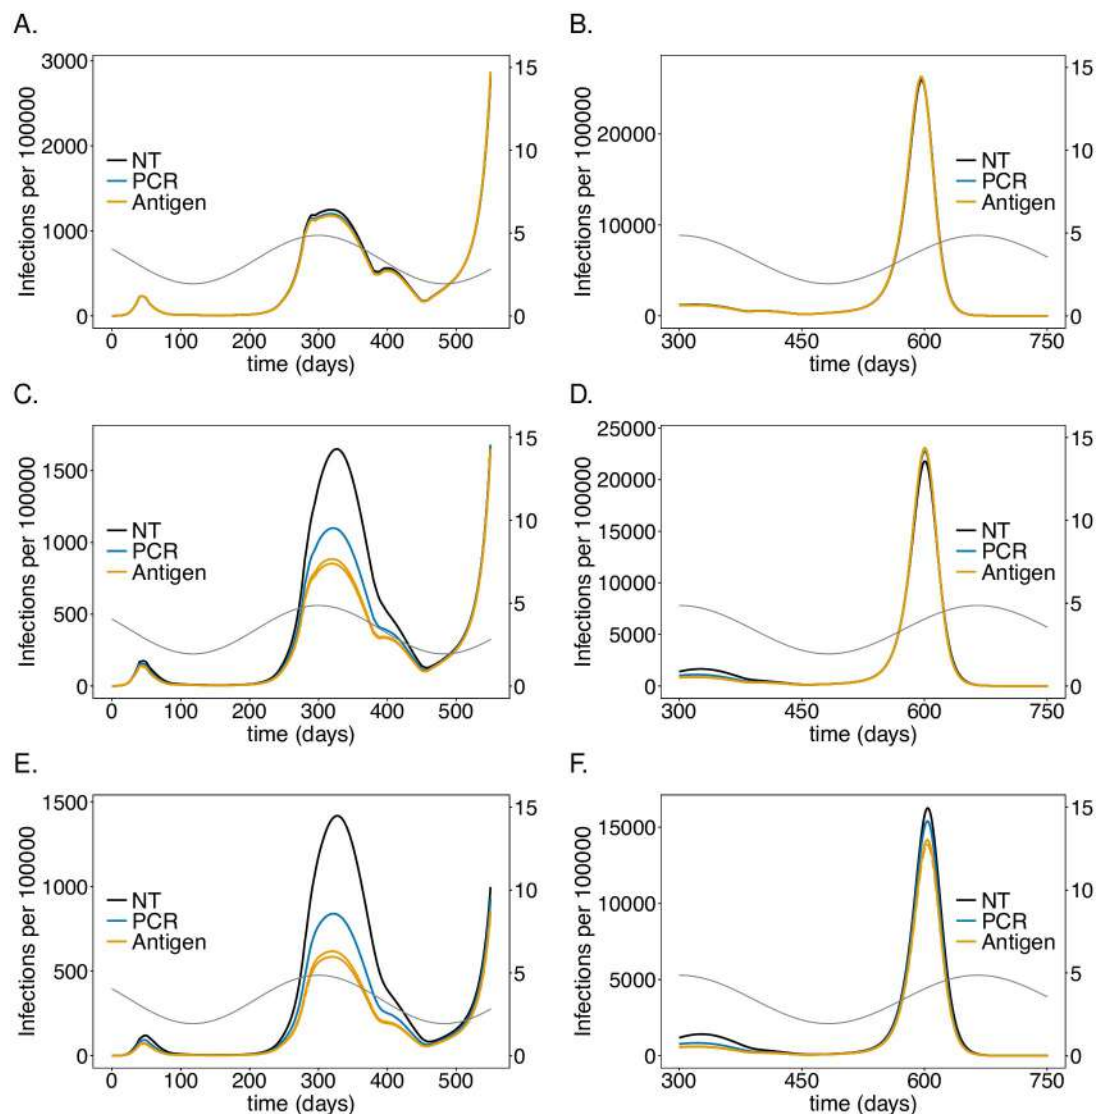 A.
3000
2000
1000
0
Infections per 100000
NT
PCR
Antigen
15
10
5
0
0 100 200 300 400 500
time (days)
B.
20000
10000
0
Infections per 100000
NT
PCR
Antigen
15
10
5
0
300 450 600 750
time (days)
C.
1500
1000
500
0
Infections per 100000
NT
PCR
Antigen
15
10
5
0
0 100 200 300 400 500
time (days)
D.
25000
20000
15000
10000
5000
0
Infections per 100000
NT
PCR
Antigen
15
10
5
0
300 450 600 750
time (days)
E.
1500
1000
500
0
Infections per 100000
NT
PCR
Antigen
15
10
5
0
0 100 200 300 400 500
time (days)
F.
15000
10000
5000
0
Infections per 100000
NT
PCR
Antigen
15
10
5
0
300 450 600 750
time (days)